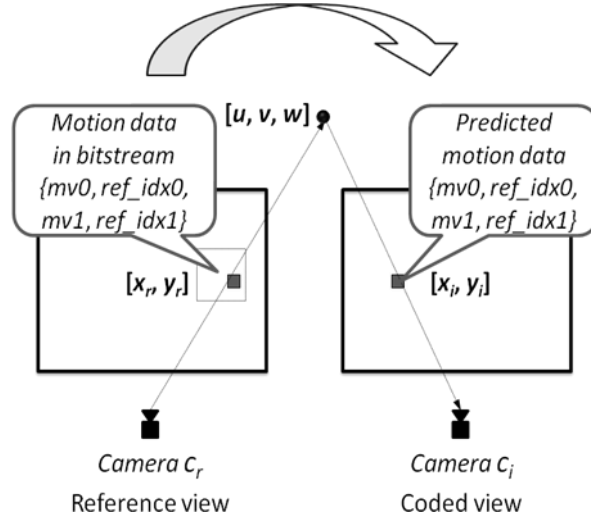 [u, v, w]
Motion data
in bitstream
{mv0, ref_idx0,
mv1, ref_idx1}
Predicted
motion data
{mv0, ref_idx0,
mv1, ref_idx1}
[xᵣ, yᵣ]
[xᵢ, yᵢ]
Camera cᵣ
Reference view
Camera cᵢ
Coded view